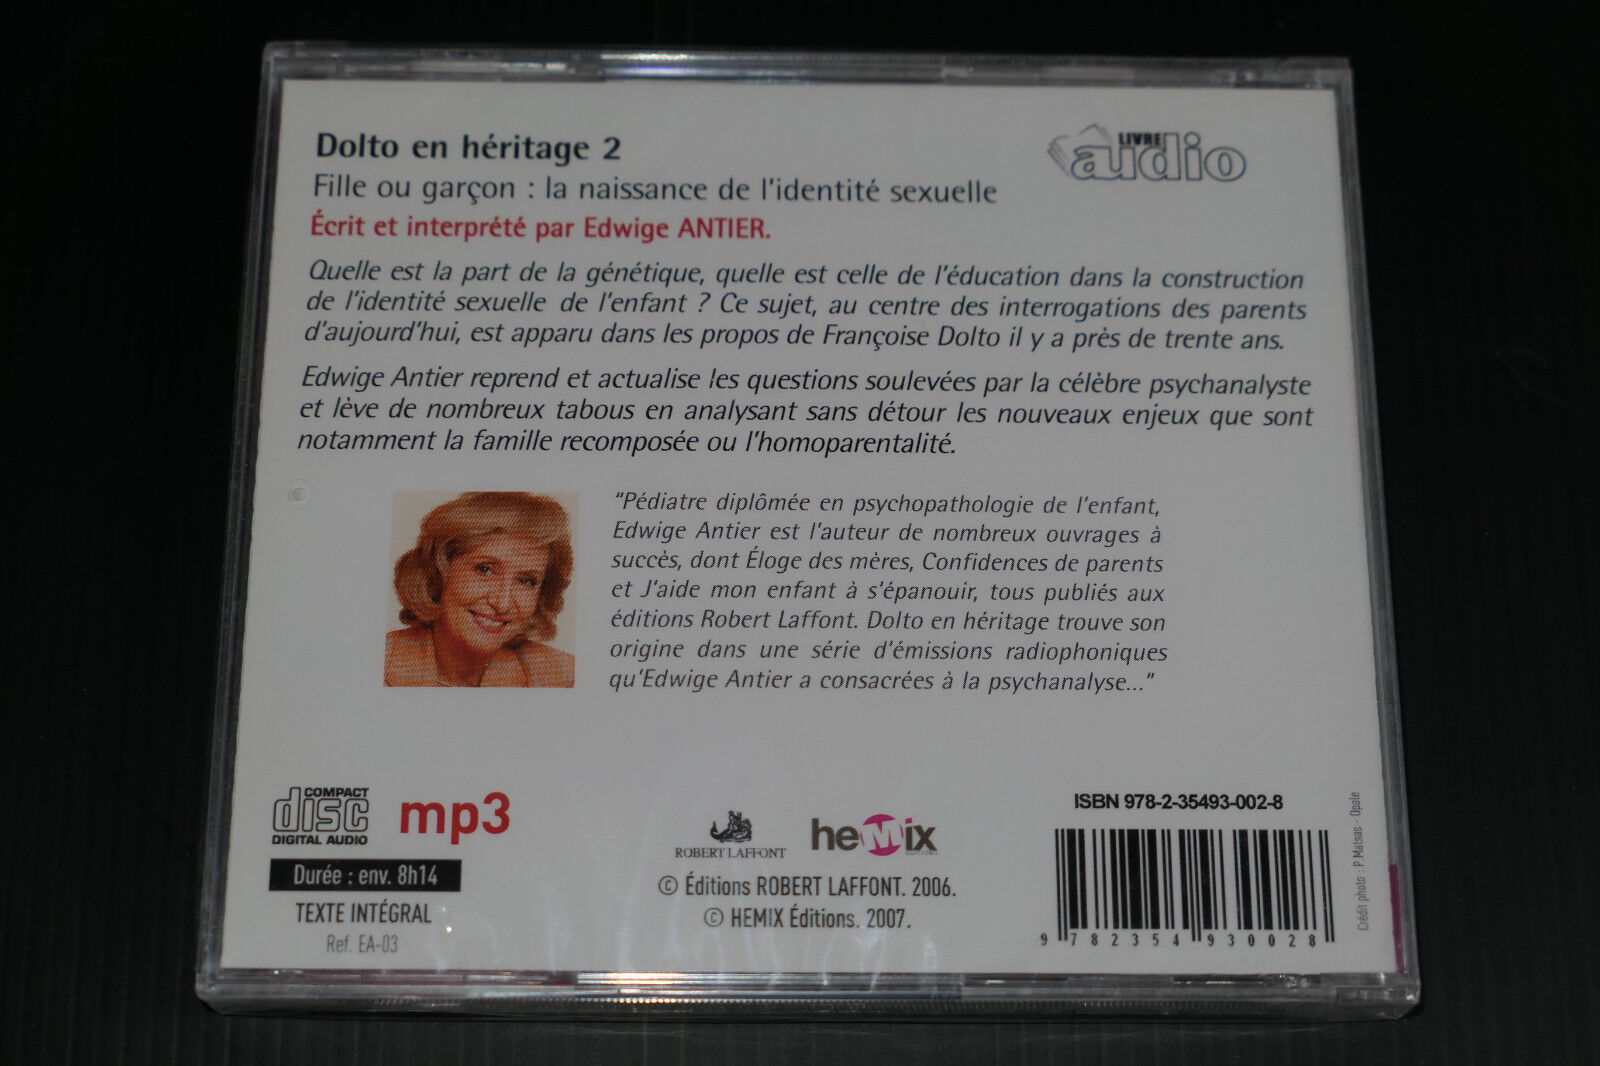 Dolto en héritage 2
LIVRE
audio
Fille ou garçon : la naissance de l'identité sexuelle
Écrit et interprété par Edwige ANTIER.
Quelle est la part de la génétique, quelle est celle de l'éducation dans la construction
de l'identité sexuelle de l'enfant ? Ce sujet, au centre des interrogations des parents
d'aujourd'hui, est apparu dans les propos de Françoise Dolto il y a près de trente ans.
Edwige Antier reprend et actualise les questions soulevées par la célèbre psychanalyste
et lève de nombreux tabous en analysant sans détour les nouveaux enjeux que sont
notamment la famille recomposée ou l'homoparentalité.
"Pédiatre diplômée en psychopathologie de l'enfant,
Edwige Antier est l'auteur de nombreux ouvrages à
succès, dont Éloge des mères, Confidences de parents
et J'aide mon enfant à s'épanouir, tous publiés aux
éditions Robert Laffont. Dolto en héritage trouve son
origine dans une série d'émissions radiophoniques
qu'Edwige Antier a consacrées à la psychanalyse..."
COMPACT
disc
DIGITAL AUDIO
mp3
Durée : env. 8h14
TEXTE INTÉGRAL
Ref. EA-03
ROBERT LAFFONT
heMix
EDITIONS
© Éditions ROBERT LAFFONT. 2006.
© HEMIX Éditions. 2007.
ISBN 978-2-35493-002-8
9 782354 930028
Crédit photo : P.Matsas - Opale